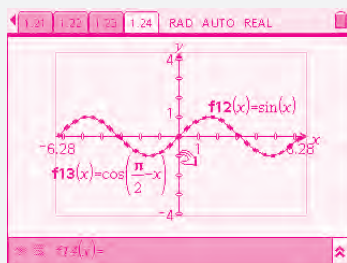 1.21 1.22 1.23 1.24 RAD AUTO REAL
y
4
f12(x)=sin(x)
1
x
-6.28 1 6.28
f13(x)=cos(π/2-x)
-4
f14(x)=